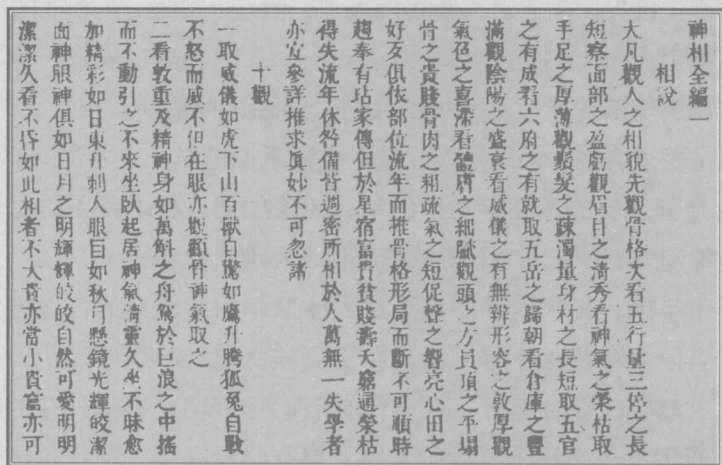 神相全編一
相說
大凡觀人之相貌先觀骨格次看五行量三停之長
短察面部之盈虧觀眉目之清秀看神氣之榮枯取
手足之厚薄觀鬚髮之疎濁量身材之長短取五官
之有成看六府之有就取五岳之歸朝看倉庫之豐
滿觀陰陽之盛衰看威儀之有無辨形容之敦厚觀
氣色之喜滯看體膚之細膩觀頭之方員頂之平塌
骨之貴賤骨肉之粗疏氣之短促聲之響亮心田之
好歹俱依部位流年而推骨格形局而斷不可順時
趨奉有玷家傳但於星宿富貴貧賤壽夭窮通榮枯
得失流年休咎備皆週密所相於人萬無一失學者
亦宜參詳推求真妙不可忽諸
十觀
一取威儀如虎下山百獸自驚如鷹升騰狐兔自戰
不怒而威不但在眼亦觀顴骨神氣取之
二看敦重及精神身如萬斛之舟駕於巨浪之中搖
而不動引之不來坐臥起居神氣清靈久坐不昧愈
加精彩如日東升刺人眼目如秋月懸鏡光輝皎潔
面神眼神俱如日月之明輝輝皎皎自然可愛明明
潔潔久看不昏如此相者不大貴亦當小貴富亦可